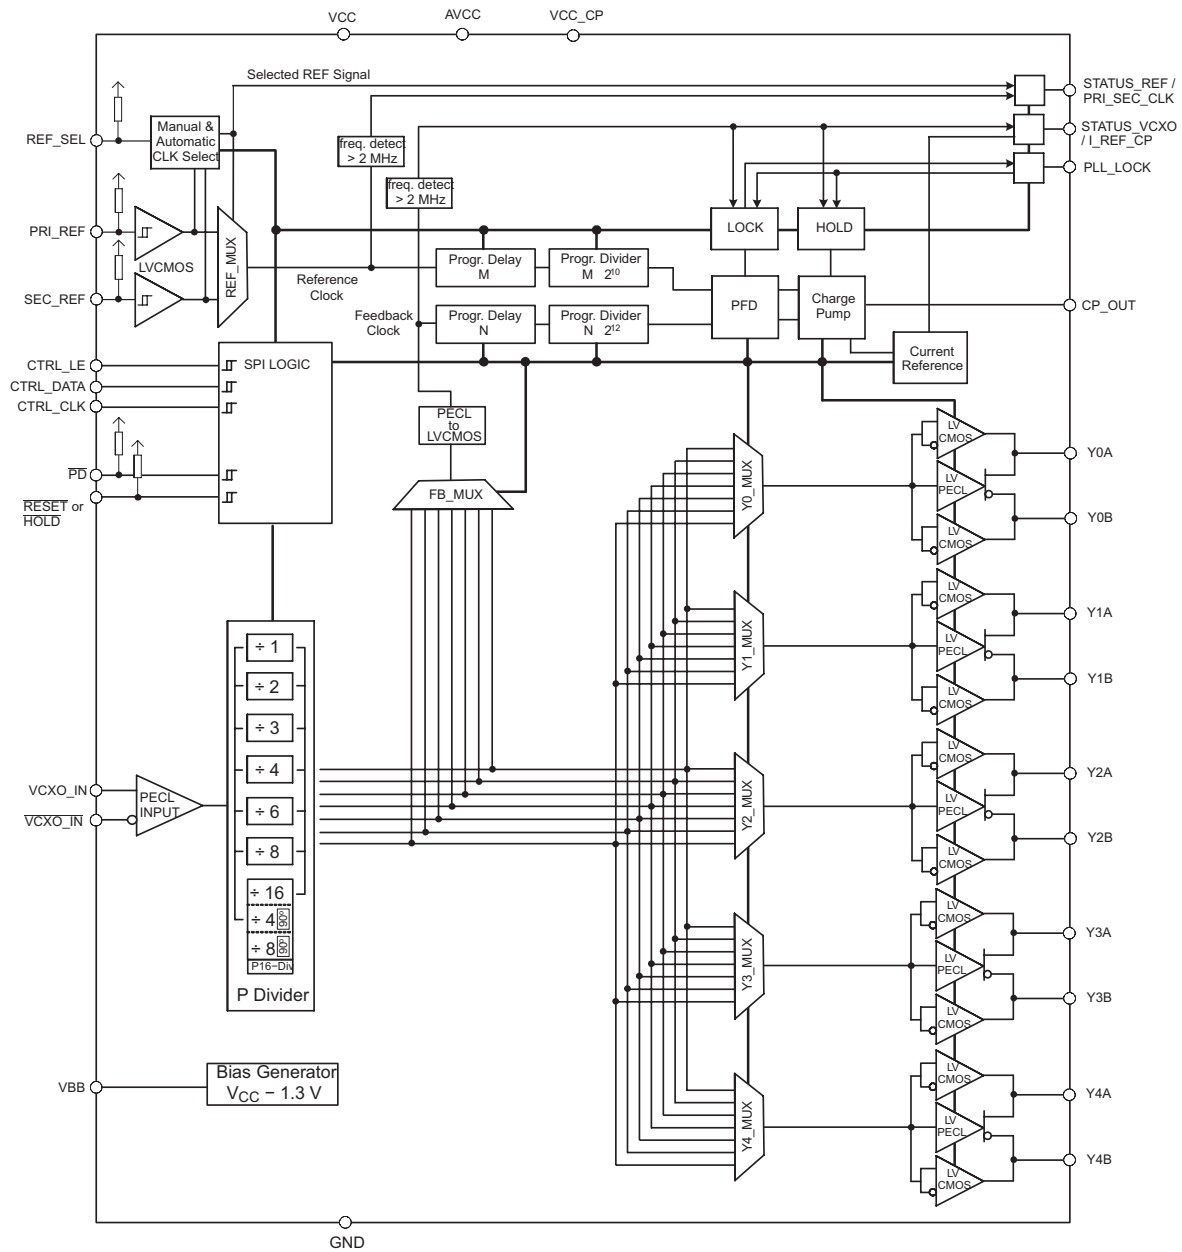 VCC
AVCC
VCC_CP
Selected REF Signal
STATUS_REF /
PRI_SEC_CLK
REF_SEL
Manual &
Automatic
CLK Select
STATUS_VCXO
/ I_REF_CP
freq. detect
> 2 MHz
PLL_LOCK
freq. detect
> 2 MHz
PRI_REF
LOCK
HOLD
LVCMOS
REF_MUX
Reference
Clock
Progr. Delay
M
Progr. Divider
M 2¹⁰
SEC_REF
PFD
Charge
Pump
CP_OUT
Feedback
Clock
Progr. Delay
N
Progr. Divider
N 2¹²
Current
Reference
CTRL_LE
CTRL_DATA
CTRL_CLK
SPI LOGIC
PECL
to
LVCMOS
PD
RESET or
HOLD
FB_MUX
Y0_MUX
LV
CMOS
LV
PECL
LV
CMOS
Y0A
Y0B
Y1_MUX
LV
CMOS
LV
PECL
LV
CMOS
Y1A
Y1B
÷ 1
÷ 2
÷ 3
÷ 4
÷ 6
÷ 8
÷ 16
÷ 4 90°
÷ 8 90°
P16−Div
P Divider
VCXO_IN
VCXO_IN
PECL
INPUT
Y2_MUX
LV
CMOS
LV
PECL
LV
CMOS
Y2A
Y2B
Y3_MUX
LV
CMOS
LV
PECL
LV
CMOS
Y3A
Y3B
VBB
Bias Generator
VCC − 1.3 V
Y4_MUX
LV
CMOS
LV
PECL
LV
CMOS
Y4A
Y4B
GND